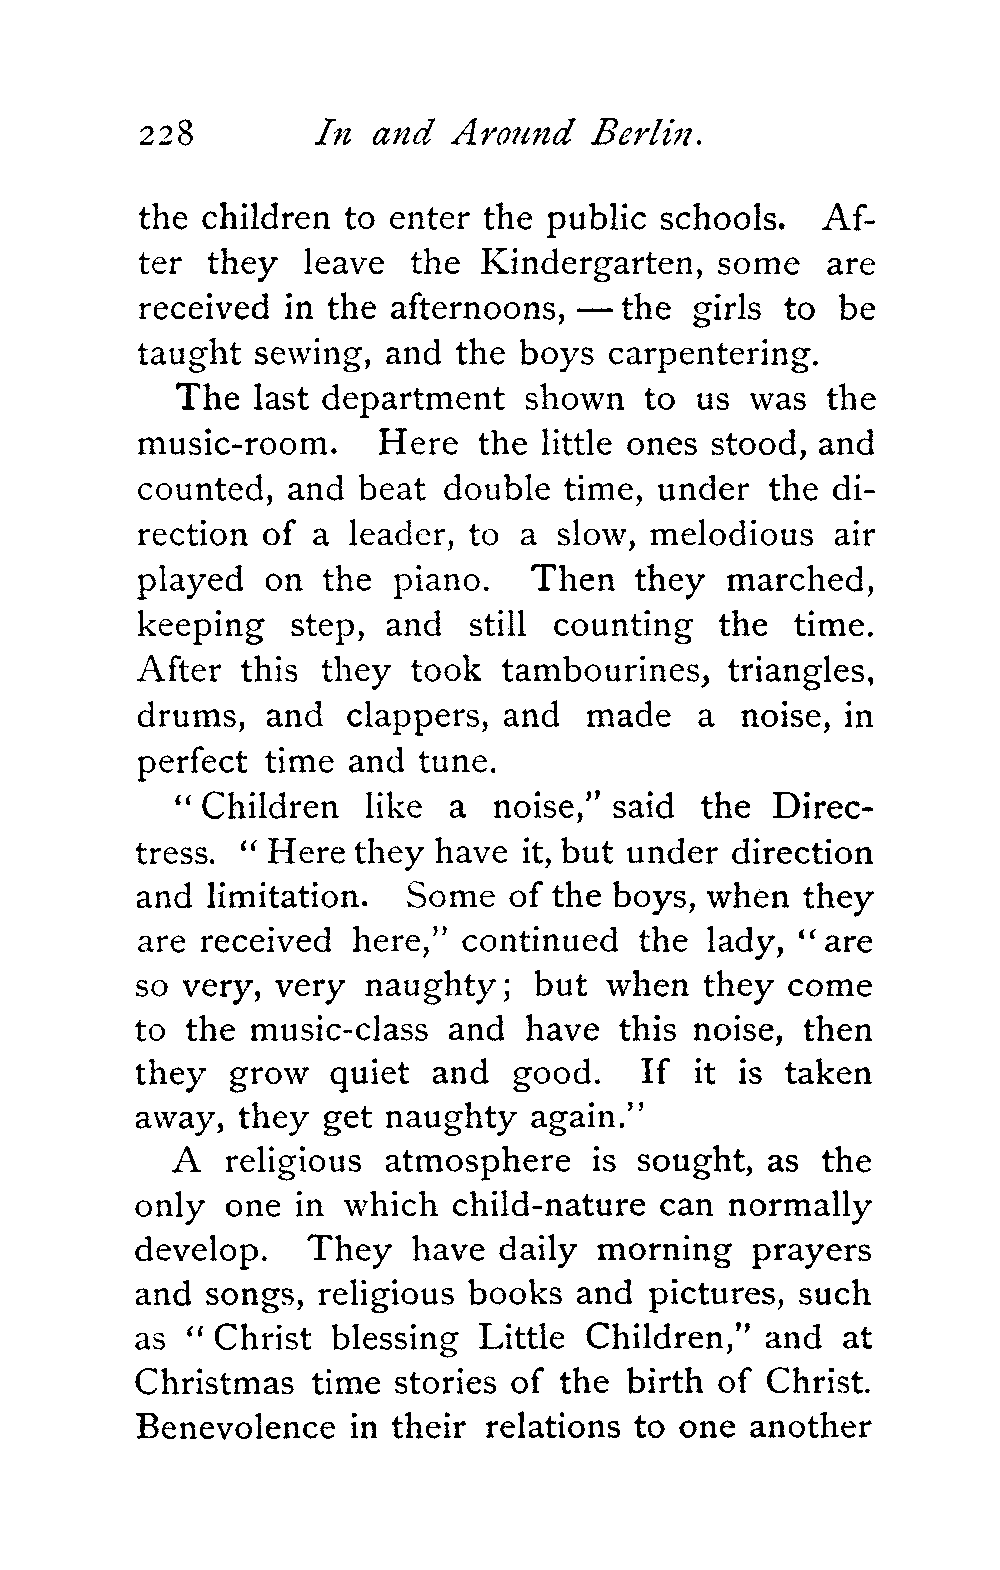 228 In and Around Berlin.
the children to enter the public schools. Af-
ter they leave the Kindergarten, some are
received in the afternoons, — the girls to be
taught sewing, and the boys carpentering.
The last department shown to us was the
music-room. Here the little ones stood, and
counted, and beat double time, under the di-
rection of a leader, to a slow, melodious air
played on the piano. Then they marched,
keeping step, and still counting the time.
After this they took tambourines, triangles,
drums, and clappers, and made a noise, in
perfect time and tune.
“Children like a noise,” said the Direc-
tress. “Here they have it, but under direction
and limitation. Some of the boys, when they
are received here,” continued the lady, “are
so very, very naughty; but when they come
to the music-class and have this noise, then
they grow quiet and good. If it is taken
away, they get naughty again.”
A religious atmosphere is sought, as the
only one in which child-nature can normally
develop. They have daily morning prayers
and songs, religious books and pictures, such
as “Christ blessing Little Children,” and at
Christmas time stories of the birth of Christ.
Benevolence in their relations to one another